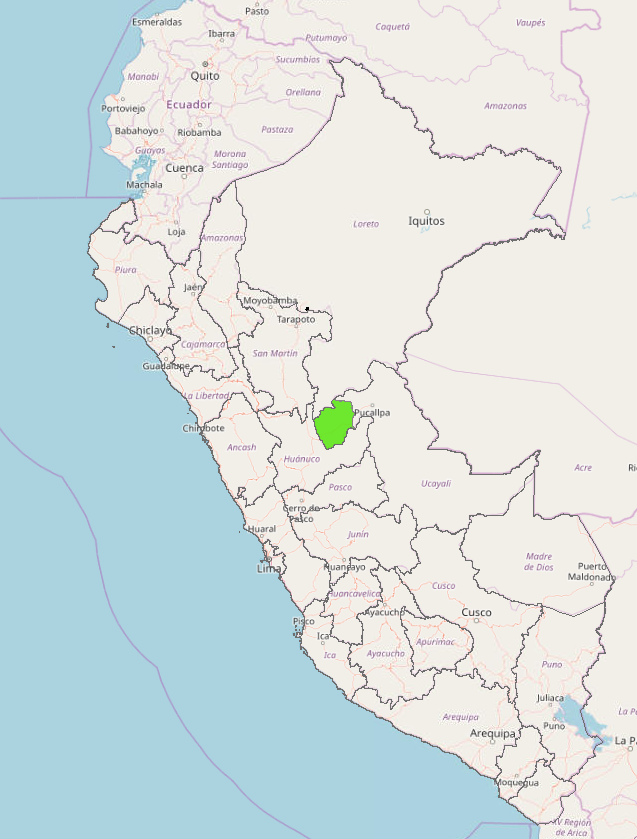 Esmeraldas
Pasto
Caquetá
Vaupés
Ibarra
Putumayo
Quito
Sucumbíos
Manabí
Orellana
Ecuador
Portoviejo
Amazonas
Babahoyo
Riobamba
Pastaza
Guayas
Morona
Santiago
Cuenca
Machala
Loreto
Iquitos
Loja
Amazonas
Piura
Jaén
Moyobamba
Tarapoto
Chiclayo
Cajamarca
San Martín
Guadalupe
La Libertad
Pucallpa
Chimbote
Ancash
Huánuco
Acre
Pasco
Ucayali
Cerro de
Pasco
Huaral
Junín
Madre
de Dios
Lima
Huancayo
Puerto
Maldonado
Huancavelica
Cusco
Ayacucho
Cusco
Pisco
Ica
Apurímac
Ica
Ayacucho
Puno
Juliaca
Arequipa
Puno
Arequipa
La Pa
Moquegua
XV Región
de Arica